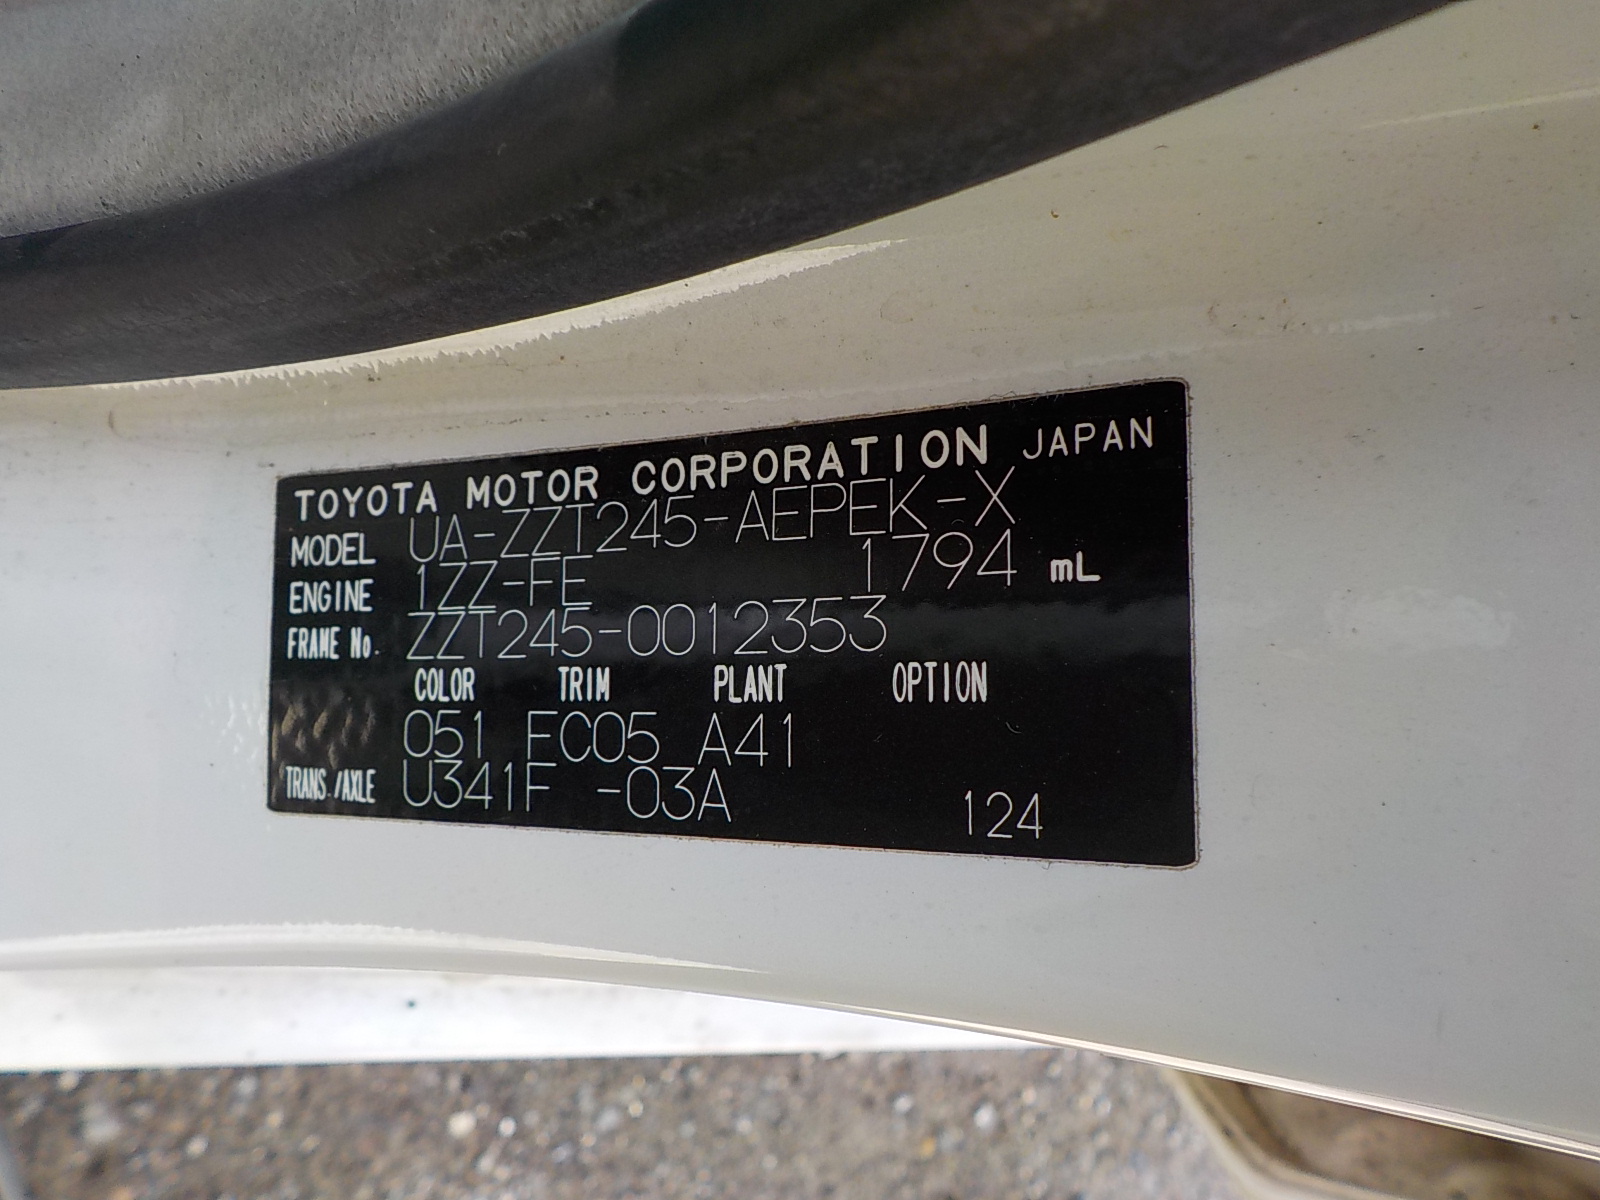 TOYOTA MOTOR CORPORATION JAPAN
MODEL UA-ZZT245-AEPEK-X
ENGINE 1ZZ-FE 1794 mL
FRAME No. ZZT245-0012353
COLOR TRIM PLANT OPTION
051 FC05 A41
TRANS./AXLE U341F -03A 124